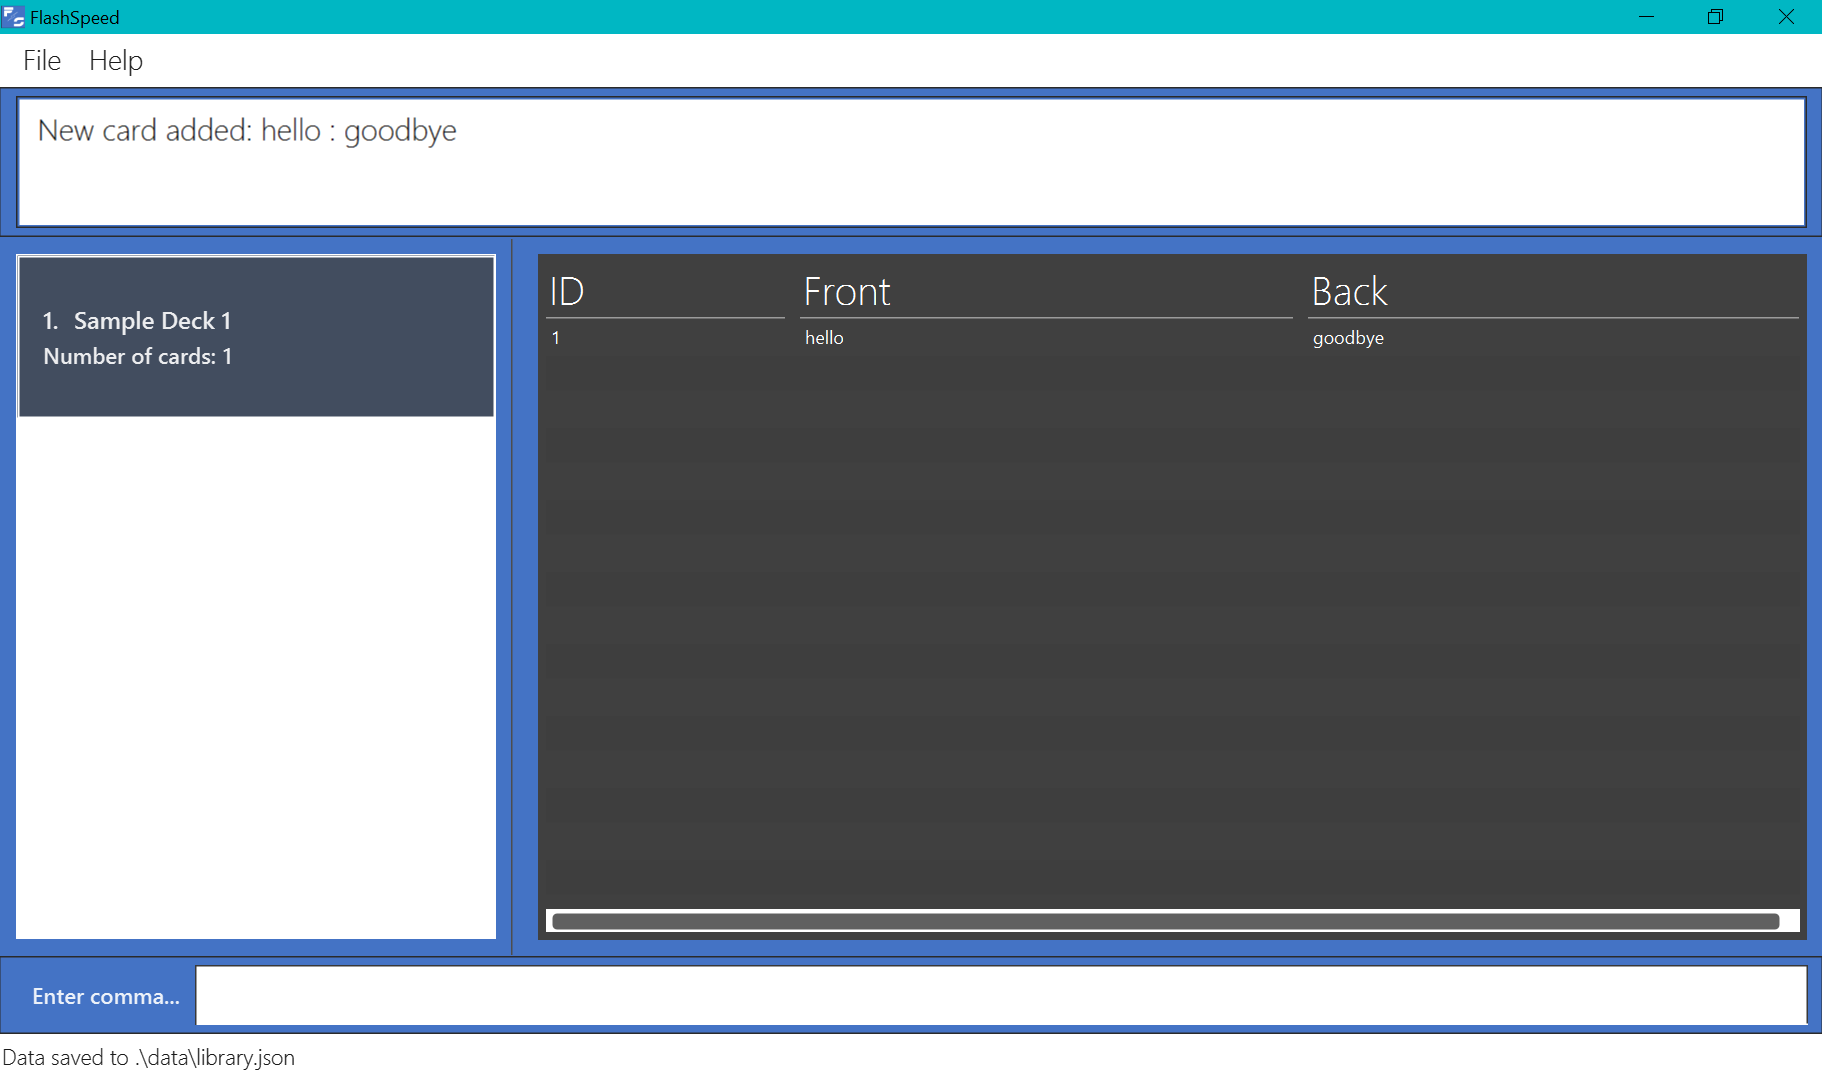 FlashSpeed
File Help
New card added: hello : goodbye
1. Sample Deck 1
Number of cards: 1
ID Front Back
1 hello goodbye
Enter comma...
Data saved to .\data\library.json